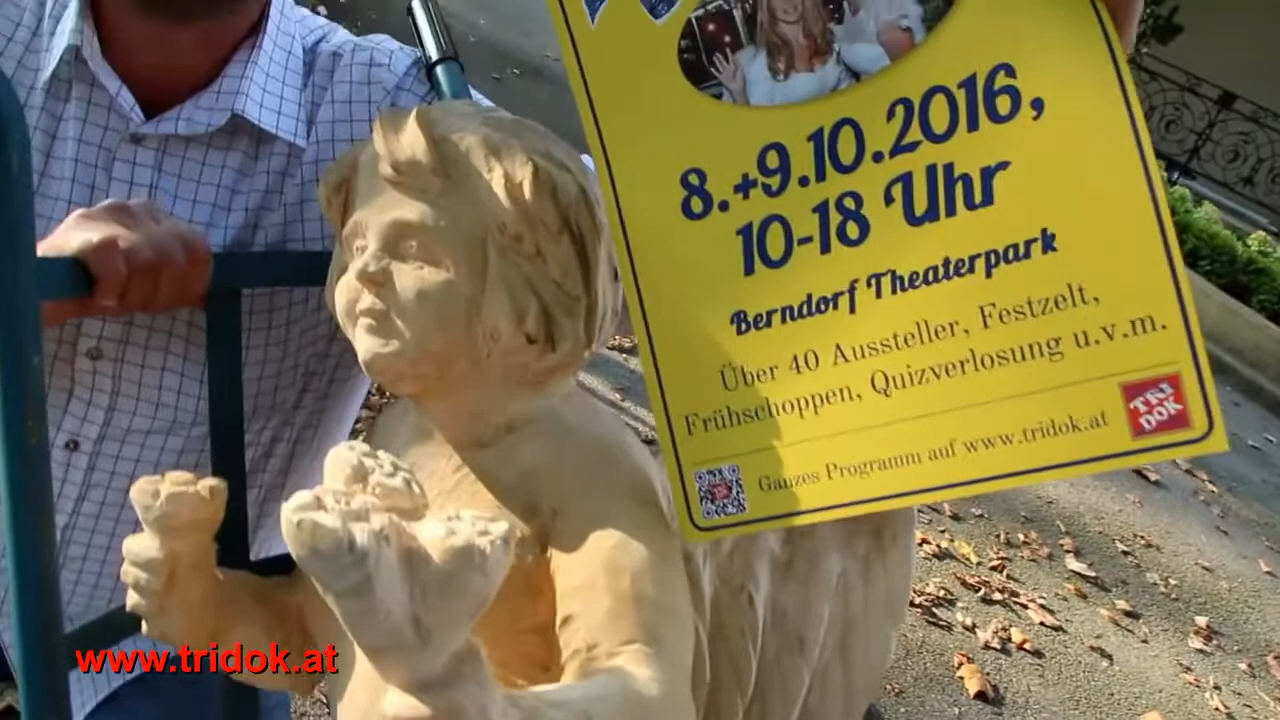 8.+9.10.2016,
10-18 Uhr
Berndorf Theaterpark
Über 40 Aussteller, Festzelt,
Frühschoppen, Quizverlosung u.v.m.
Ganzes Programm auf www.tridok.at
TRI
DOK
www.tridok.at